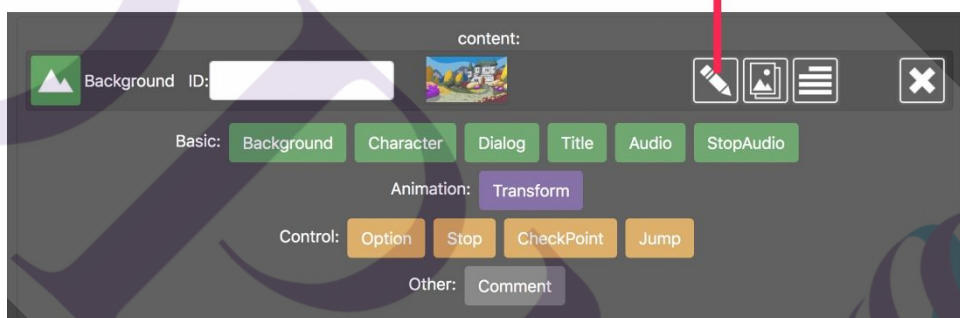 content:
Background ID:
Basic: Background Character Dialog Title Audio StopAudio
Animation: Transform
Control: Option Stop CheckPoint Jump
Other: Comment